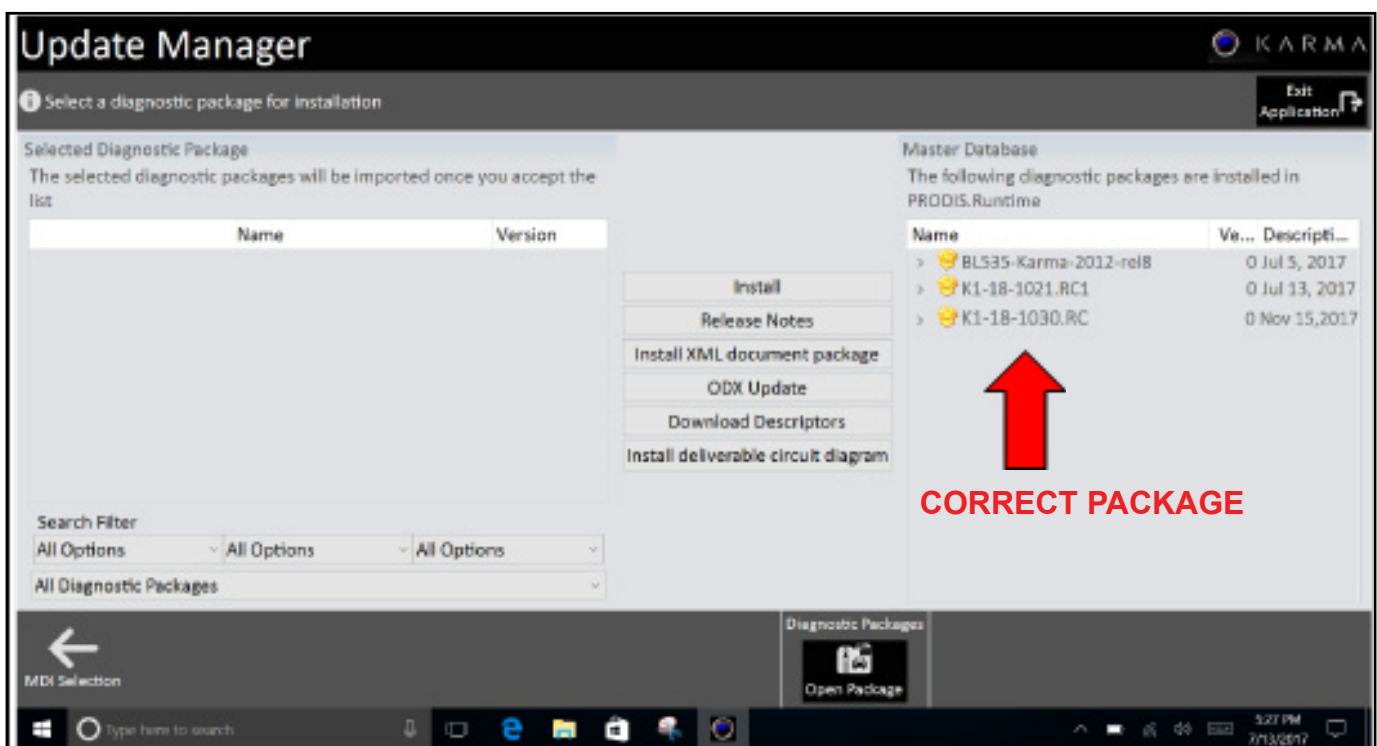 Update Manager
KARMA
Select a diagnostic package for installation
Exit
Application
Selected Diagnostic Package
The selected diagnostic packages will be imported once you accept the
list
Name Version
Install
Release Notes
Install XML document package
ODX Update
Download Descriptors
Install deliverable circuit diagram
Master Database
The following diagnostic packages are installed in
PRODIS.Runtime
Name Ve... Descripti...
BL535-Karma-2012-rel8 0 Jul 5, 2017
K1-18-1021.RC1 0 Jul 13, 2017
K1-18-1030.RC 0 Nov 15,2017
CORRECT PACKAGE
Search Filter
All Options All Options All Options
All Diagnostic Packages
MDI Selection
Diagnostic Packages
Open Package
Type here to search
5:27 PM
7/13/2017